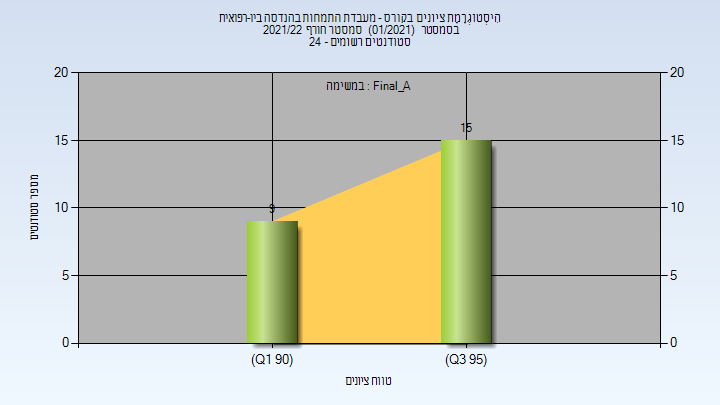 הִיסְטוֹגְרָמַת ציונים בקורס - מעבדת התמחות בהנדסה ביו-רפואית
בסמסטר (01/2021) סמסטר חורף 2021/22
סטודנטים רשומים - 24
במשימה : Final_A
20 20
15 15
10 10
5 5
0 0
15
9
מספר סטודנטים
(Q1 90) (Q3 95)
טווח ציונים